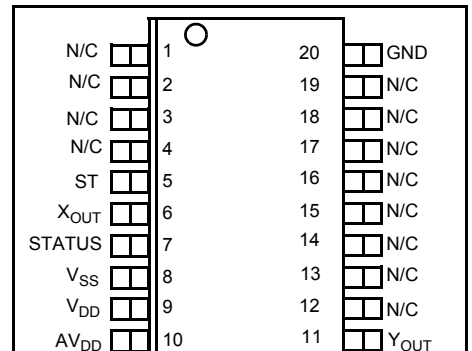 N/C 1 20 GND
N/C 2 19 N/C
N/C 3 18 N/C
N/C 4 17 N/C
ST 5 16 N/C
XOUT 6 15 N/C
STATUS 7 14 N/C
VSS 8 13 N/C
VDD 9 12 N/C
AVDD 10 11 YOUT